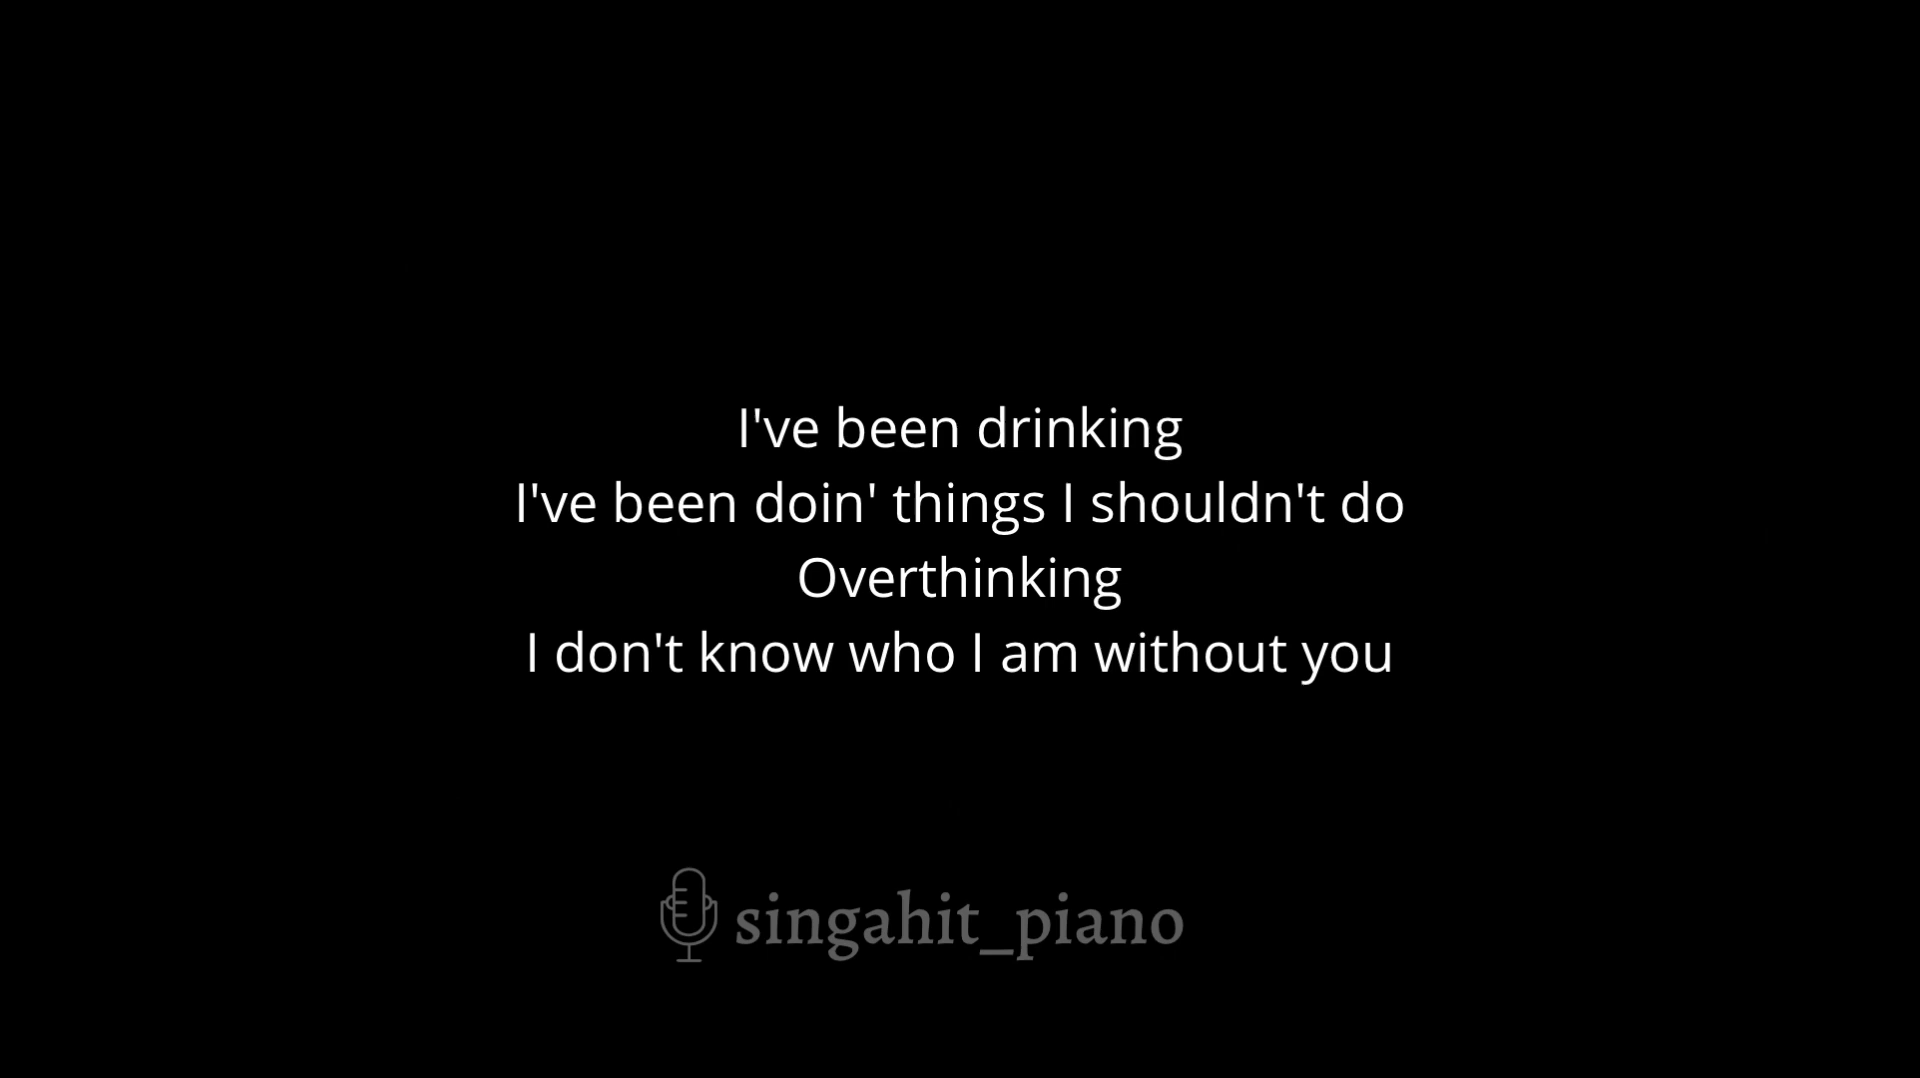 I've been drinking
I've been doin' things I shouldn't do
Overthinking
I don't know who I am without you
singahit_piano